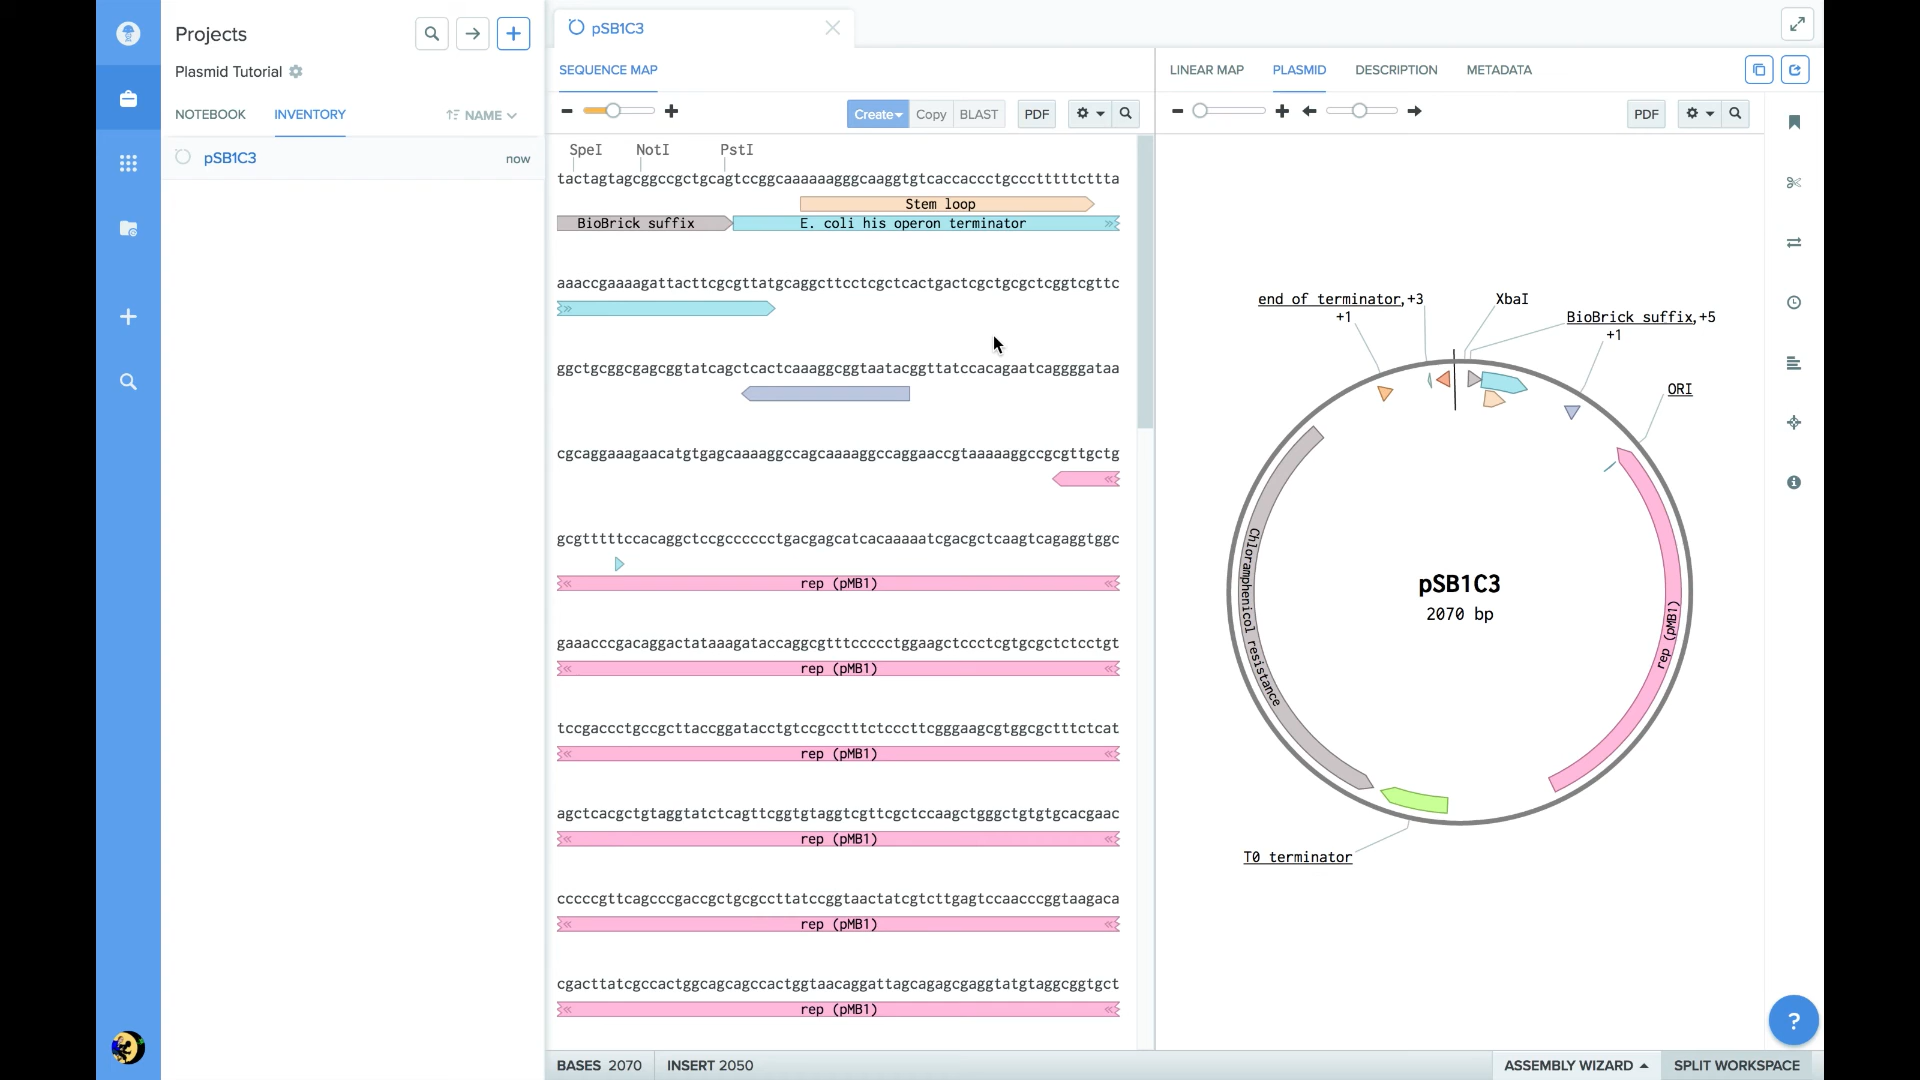 Projects
Plasmid Tutorial
NOTEBOOK INVENTORY NAME
pSB1C3 now
pSB1C3
SEQUENCE MAP
Create Copy BLAST PDF
SpeI NotI PstI
tactagtagcggccgctgcagtccggcaaaaaagggcaaggtgtcaccaccctgccctttttcttta
Stem loop
BioBrick suffix E. coli his operon terminator
aaaccgaaaagattacttcgcgttatgcaggcttcctcgctcactgactcgctgcgctcggtcgttc
ggctgcggcgagcggtatcagctcactcaaaggcggtaatacggttatccacagaatcaggggataa
cgcaggaaagaacatgtgagcaaaaggccagcaaaaggccaggaaccgtaaaaaggccgcgttgctg
gcgtttttccacaggctccgcccccctgacgagcatcacaaaaatcgacgctcaagtcagaggtggc
rep (pMB1)
gaaacccgacaggactataaagataccaggcgtttccccctggaagctccctcgtgcgctctcctgt
rep (pMB1)
tccgaccctgccgcttaccggatacctgtccgcctttctcccttcgggaagcgtggcgctttctcat
rep (pMB1)
agctcacgctgtaggtatctcagttcggtgtaggtcgttcgctccaagctgggctgtgtgcacgaac
rep (pMB1)
cccccgttcagcccgaccgctgcgccttatccggtaactatcgtcttgagtccaacccggtaagaca
rep (pMB1)
cgacttatcgccactggcagcagccactggtaacaggattagcagagcgaggtatgtaggcggtgct
rep (pMB1)
BASES 2070 INSERT 2050
LINEAR MAP PLASMID DESCRIPTION METADATA
PDF
end of terminator,+3 XbaI
+1 BioBrick suffix,+5
+1
ORI
Chloramphenicol resistance
pSB1C3
2070 bp
rep (pMB1)
T0 terminator
?
ASSEMBLY WIZARD SPLIT WORKSPACE